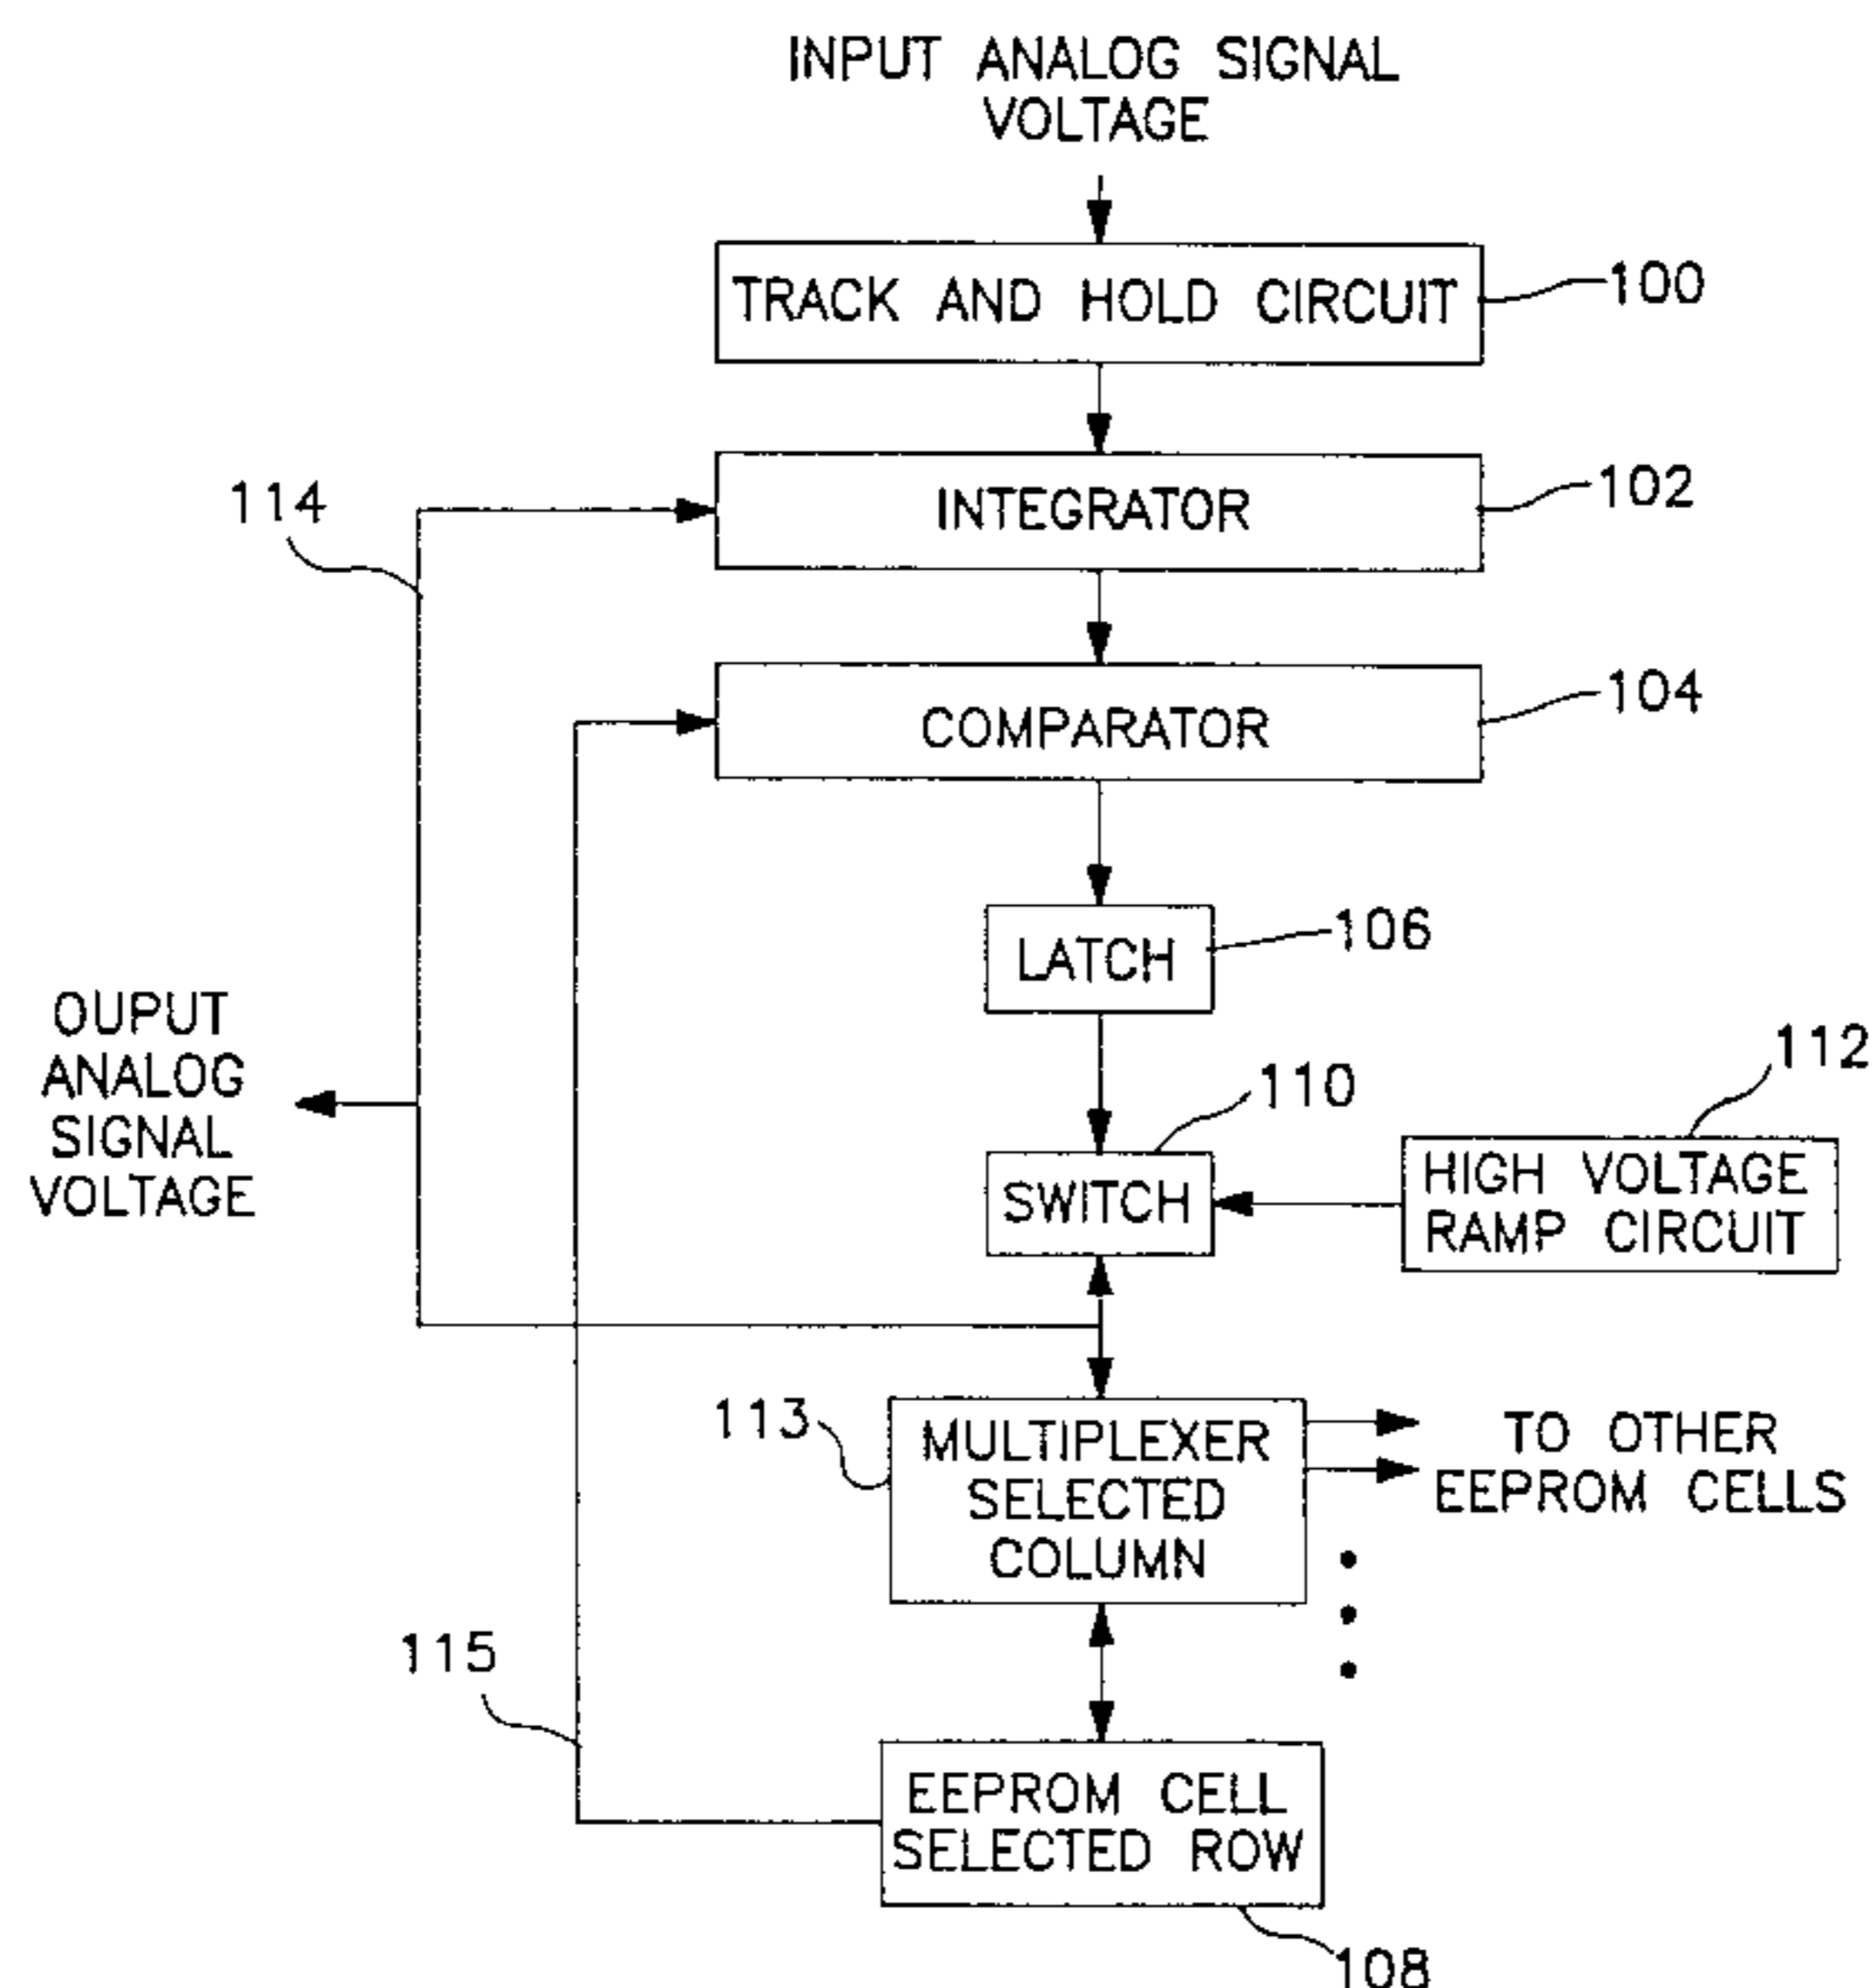 INPUT ANALOG SIGNAL
VOLTAGE
TRACK AND HOLD CIRCUIT
100
114
INTEGRATOR
102
COMPARATOR
104
LATCH
106
OUPUT
ANALOG
SIGNAL
VOLTAGE
110
112
SWITCH
HIGH VOLTAGE
RAMP CIRCUIT
113
MULTIPLEXER
SELECTED
COLUMN
TO OTHER
EEPROM CELLS
115
EEPROM CELL
SELECTED ROW
108